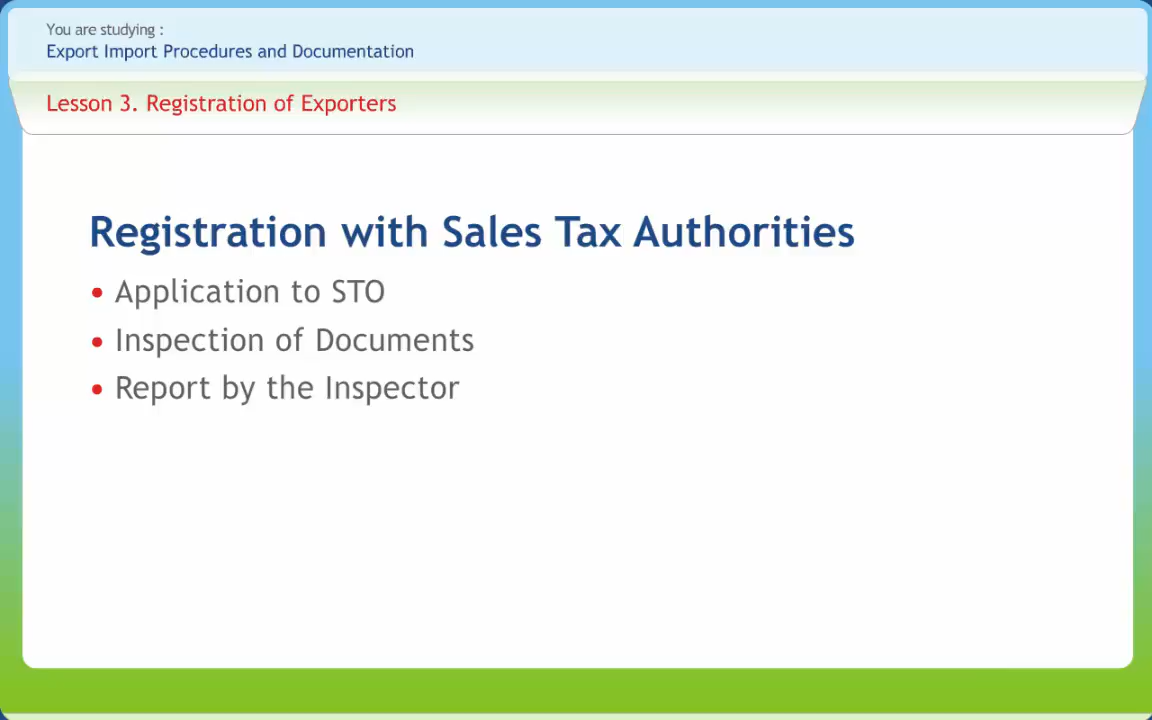 You are studying :
Export Import Procedures and Documentation
Lesson 3. Registration of Exporters
Registration with Sales Tax Authorities
• Application to STO
• Inspection of Documents
• Report by the Inspector